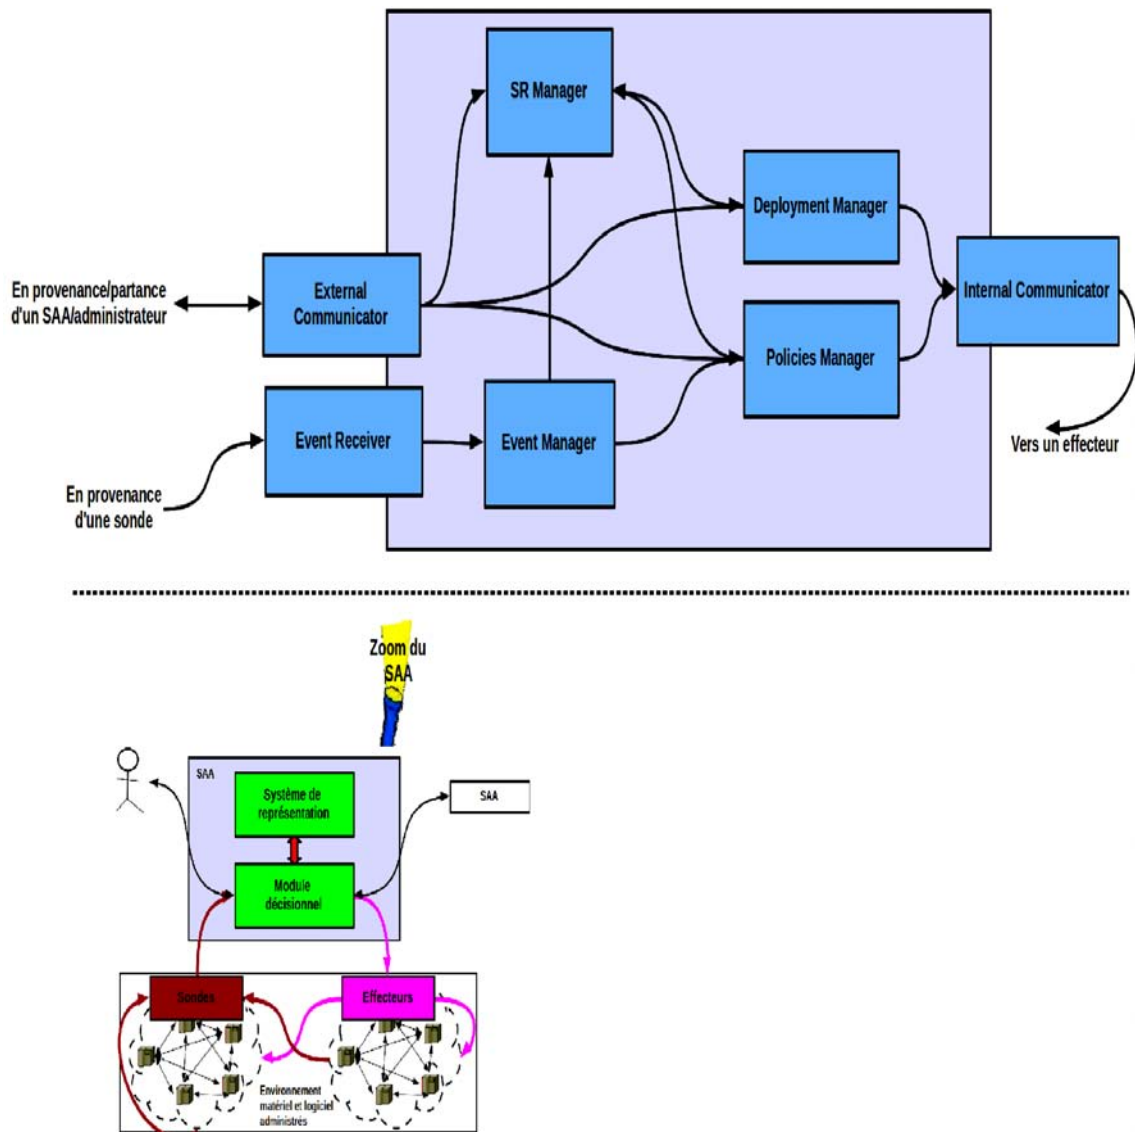 SR Manager
Deployment Manager
En provenance/partance
d'un SAA/administrateur
External
Communicator
Internal Communicator
Policies Manager
Event Receiver
Event Manager
Vers un effecteur
En provenance
d'une sonde
Zoom du
SAA
SAA
Système de
représentation
SAA
Module
décisionnel
Sondes
Effecteurs
Environnement
matériel et logiciel
administrés